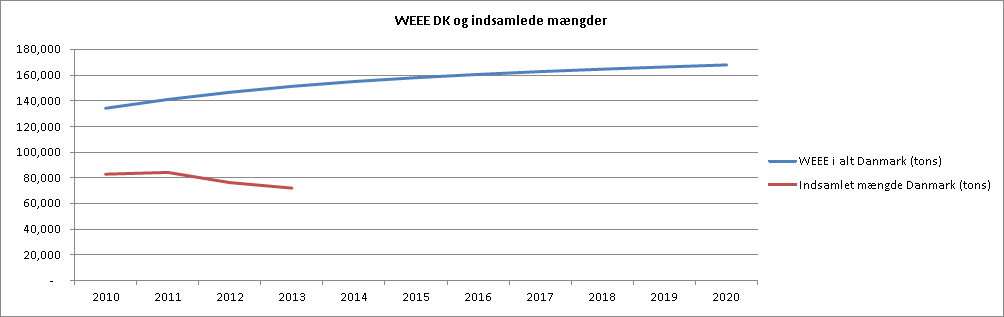 WEEE DK og indsamlede mængder
180,000
160,000
140,000
120,000
100,000
80,000
60,000
40,000
20,000
-
2010 2011 2012 2013 2014 2015 2016 2017 2018 2019 2020
WEEE i alt Danmark (tons)
Indsamlet mængde Danmark (tons)